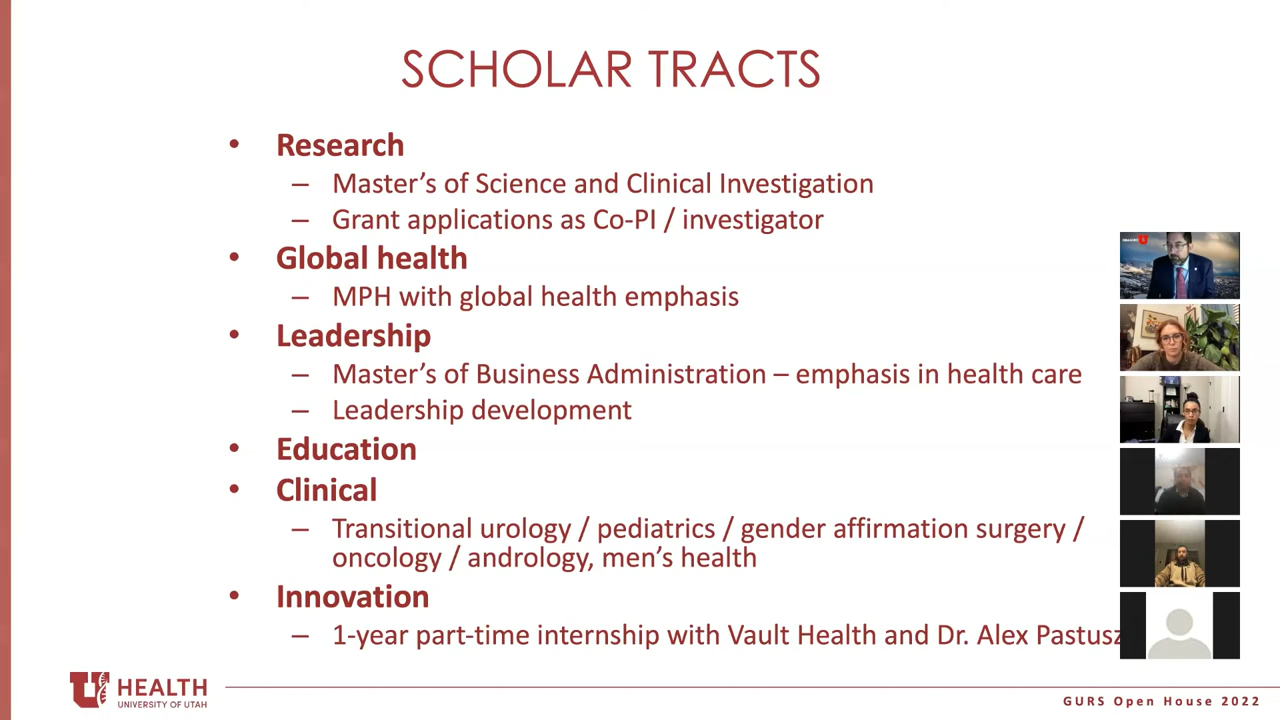 SCHOLAR TRACTS
• Research
– Master's of Science and Clinical Investigation
– Grant applications as Co-PI / investigator
• Global health
– MPH with global health emphasis
• Leadership
– Master's of Business Administration – emphasis in health care
– Leadership development
• Education
• Clinical
– Transitional urology / pediatrics / gender affirmation surgery /
oncology / andrology, men's health
• Innovation
– 1-year part-time internship with Vault Health and Dr. Alex
U HEALTH
UNIVERSITY OF UTAH
GURS Open House 2022